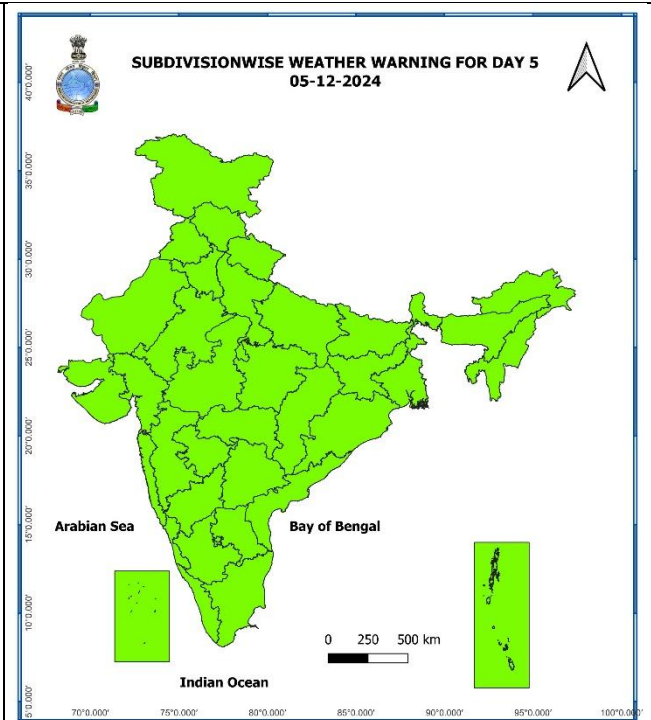 SUBDIVISIONWISE WEATHER WARNING FOR DAY 5
05-12-2024
40°0.000'
35°0.000'
30°0.000'
25°0.000'
20°0.000'
15°0.000'
10°0.000'
5°0.000'
Arabian Sea
Bay of Bengal
0 250 500 km
Indian Ocean
70°0.000' 75°0.000' 80°0.000' 85°0.000' 90°0.000' 95°0.000' 100°0.000'